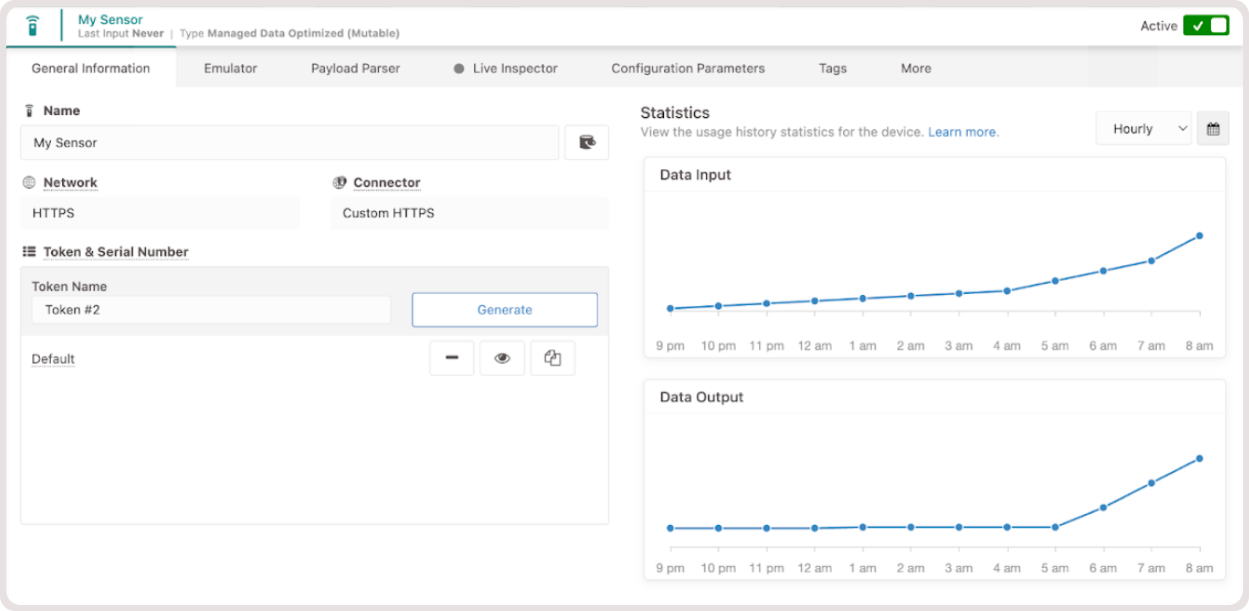 My Sensor
Last Input Never | Type Managed Data Optimized (Mutable)
Active
General Information
Emulator
Payload Parser
Live Inspector
Configuration Parameters
Tags
More
Name
My Sensor
Network
Connector
HTTPS
Custom HTTPS
Token & Serial Number
Token Name
Token #2
Generate
Default
Statistics
View the usage history statistics for the device. Learn more.
Hourly
Data Input
9 pm 10 pm 11 pm 12 am 1 am 2 am 3 am 4 am 5 am 6 am 7 am 8 am
Data Output
9 pm 10 pm 11 pm 12 am 1 am 2 am 3 am 4 am 5 am 6 am 7 am 8 am